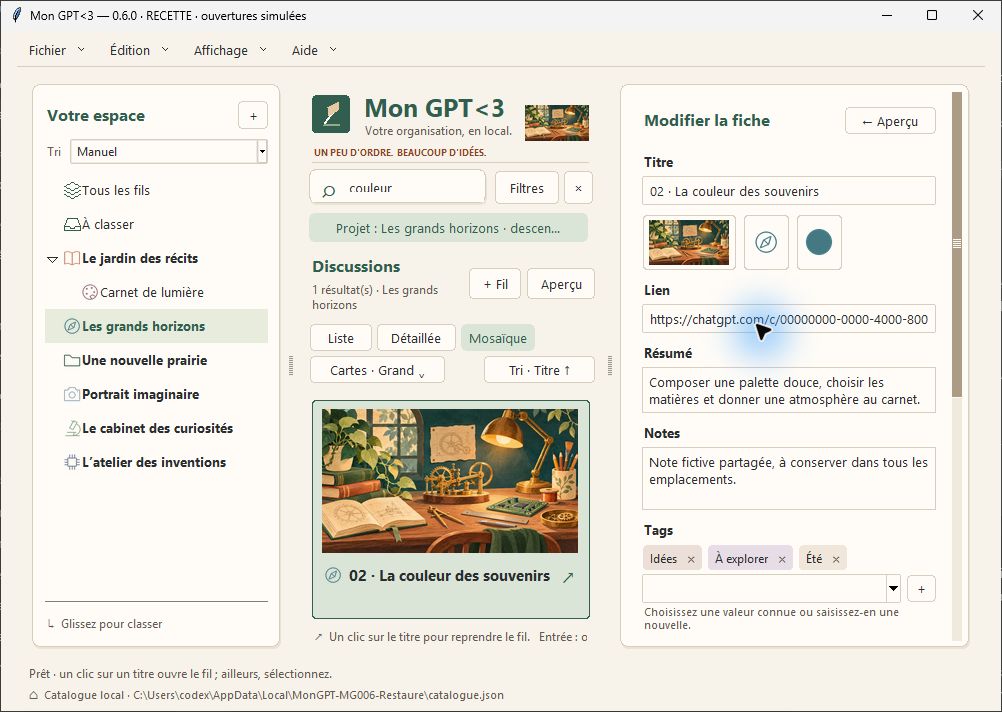 Mon GPT<3 — 0.6.0 · RECETTE · ouvertures simulées
Fichier
Édition
Affichage
Aide
Votre espace
+
Tri
Manuel
Tous les fils
À classer
Le jardin des récits
Carnet de lumière
Les grands horizons
Une nouvelle prairie
Portrait imaginaire
Le cabinet des curiosités
L’atelier des inventions
↳ Glissez pour classer
Mon GPT<3
Votre organisation, en local.
UN PEU D'ORDRE. BEAUCOUP D'IDÉES.
couleur
Filtres
×
Projet : Les grands horizons · descen...
Discussions
1 résultat(s) · Les grands
horizons
+ Fil
Aperçu
Liste
Détaillée
Mosaïque
Cartes · Grand
Tri · Titre ↑
02 · La couleur des souvenirs ↗
↗ Un clic sur le titre pour reprendre le fil. Entrée : o
Modifier la fiche
← Aperçu
Titre
02 · La couleur des souvenirs
Lien
https://chatgpt.com/c/00000000-0000-4000-800
Résumé
Composer une palette douce, choisir les
matières et donner une atmosphère au carnet.
Notes
Note fictive partagée, à conserver dans tous les
emplacements.
Tags
Idées ×
À explorer ×
Été ×
+
Choisissez une valeur connue ou saisissez-en une
nouvelle.
Prêt · un clic sur un titre ouvre le fil ; ailleurs, sélectionnez.
Catalogue local · C:\Users\codex\AppData\Local\MonGPT-MG006-Restaure\catalogue.json